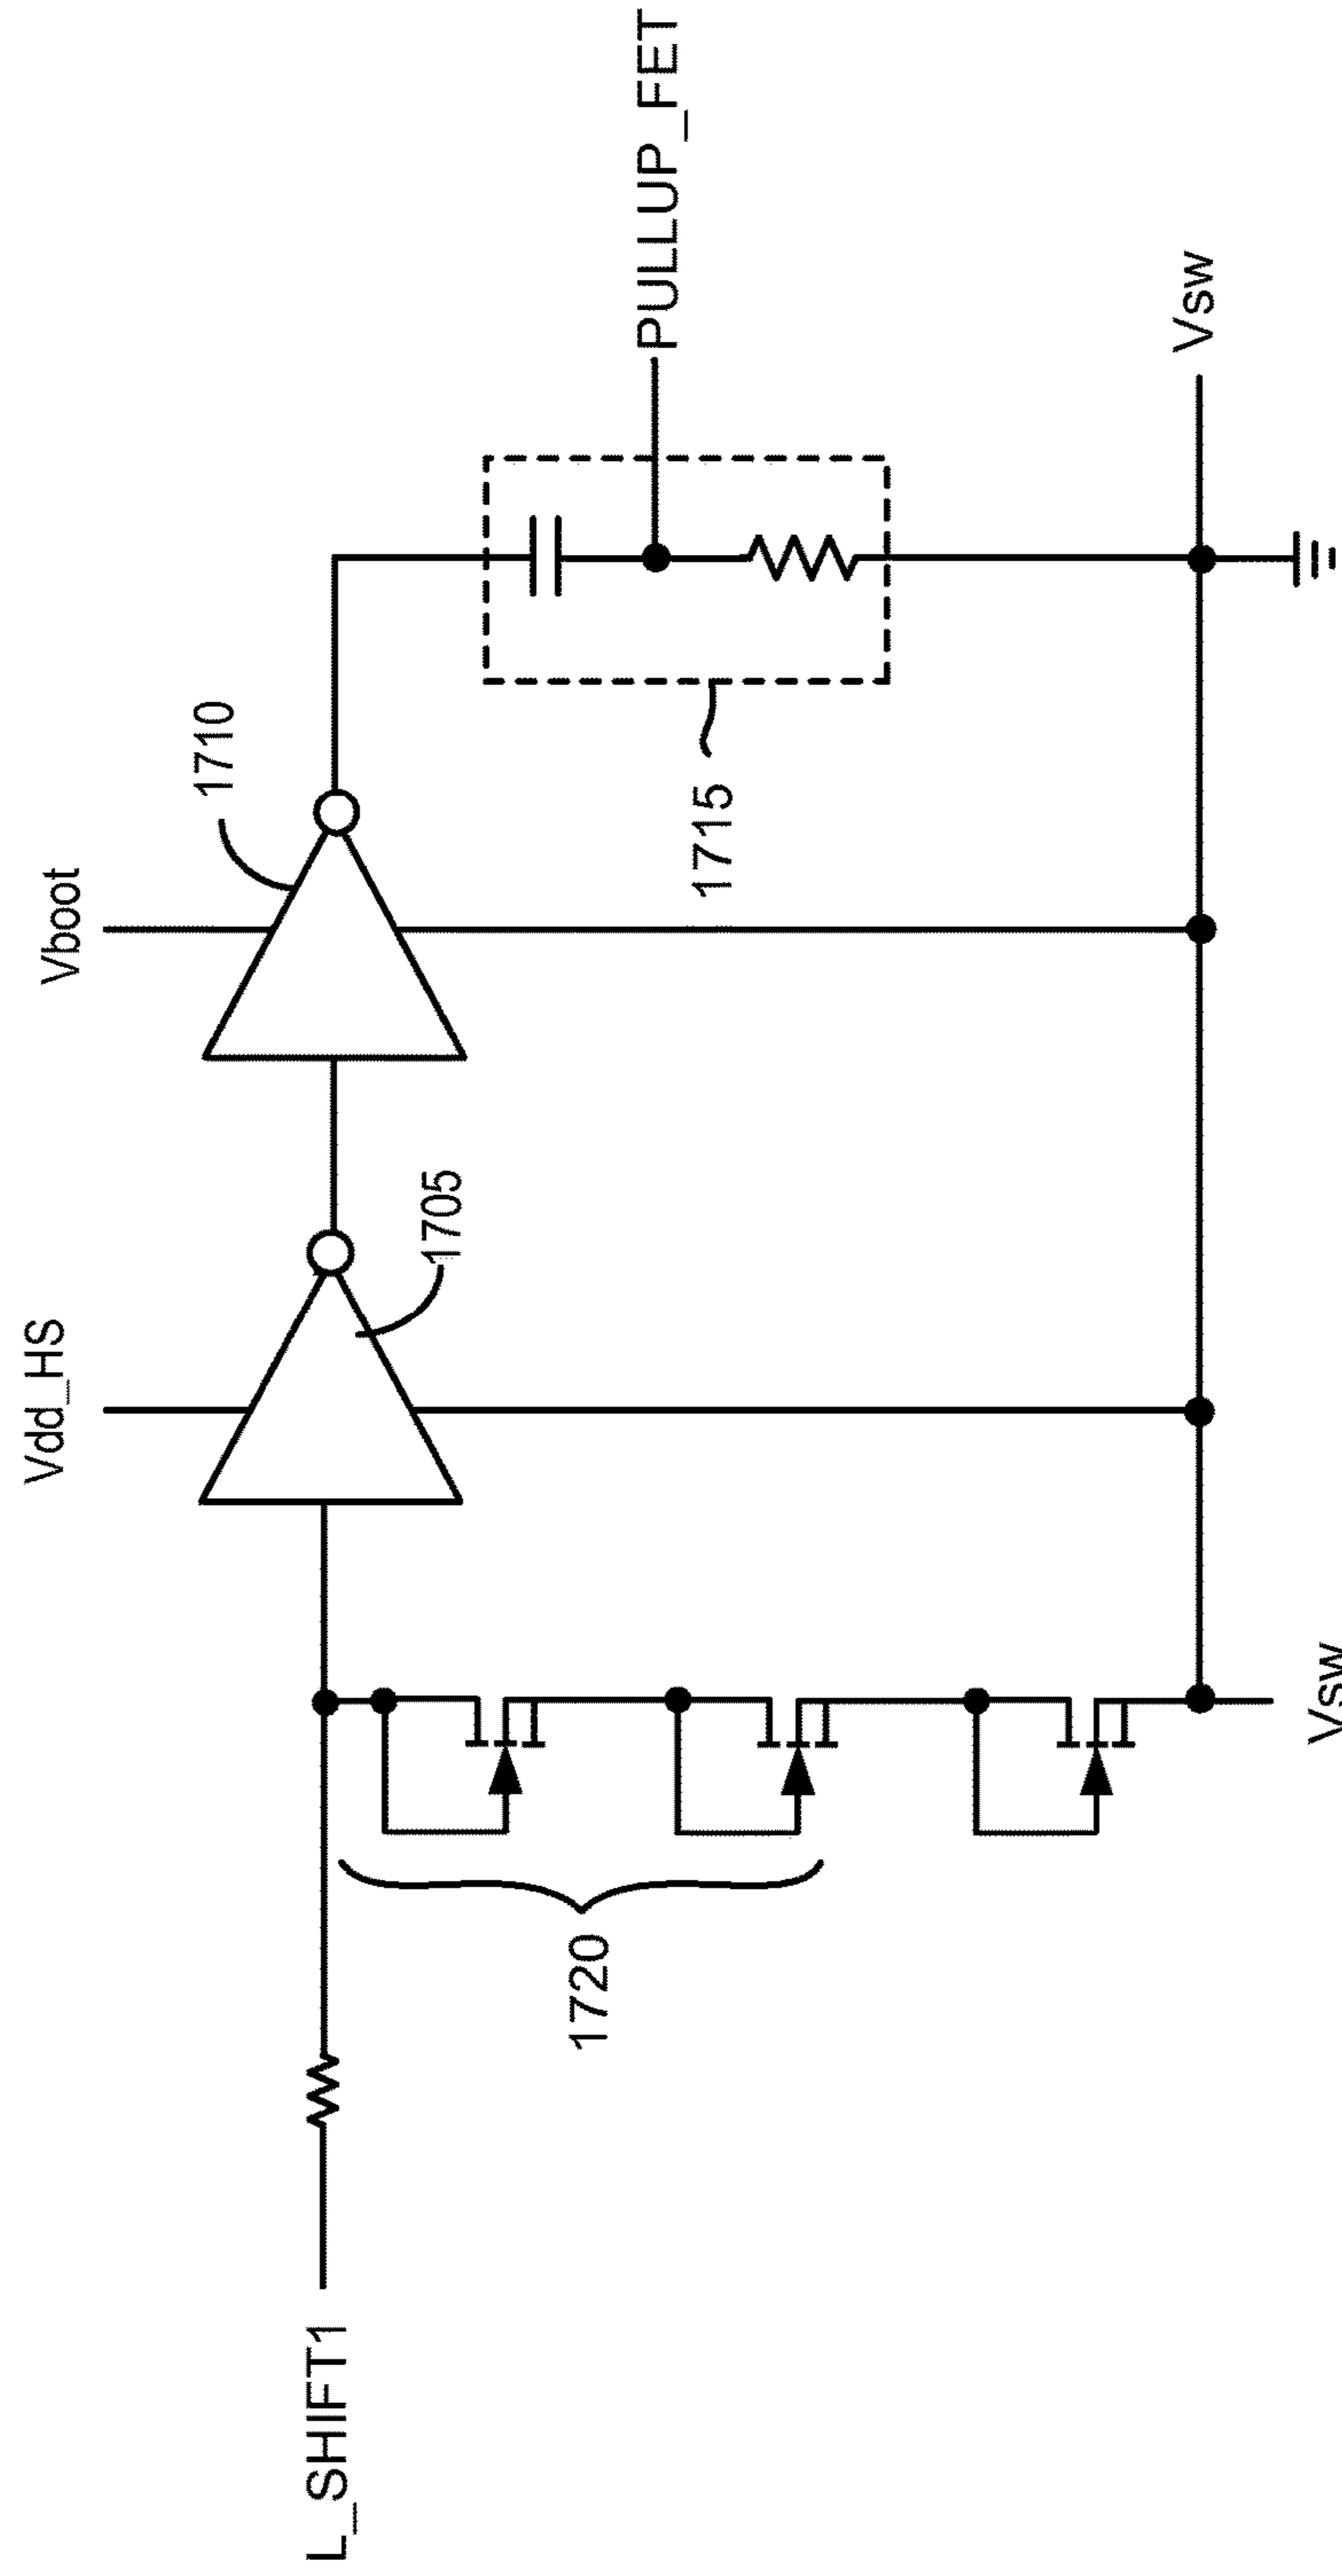 L_SHIFT1
1720
Vsw
Vdd_HS
1705
Vboot
1710
1715
PULLUP_FET
Vsw